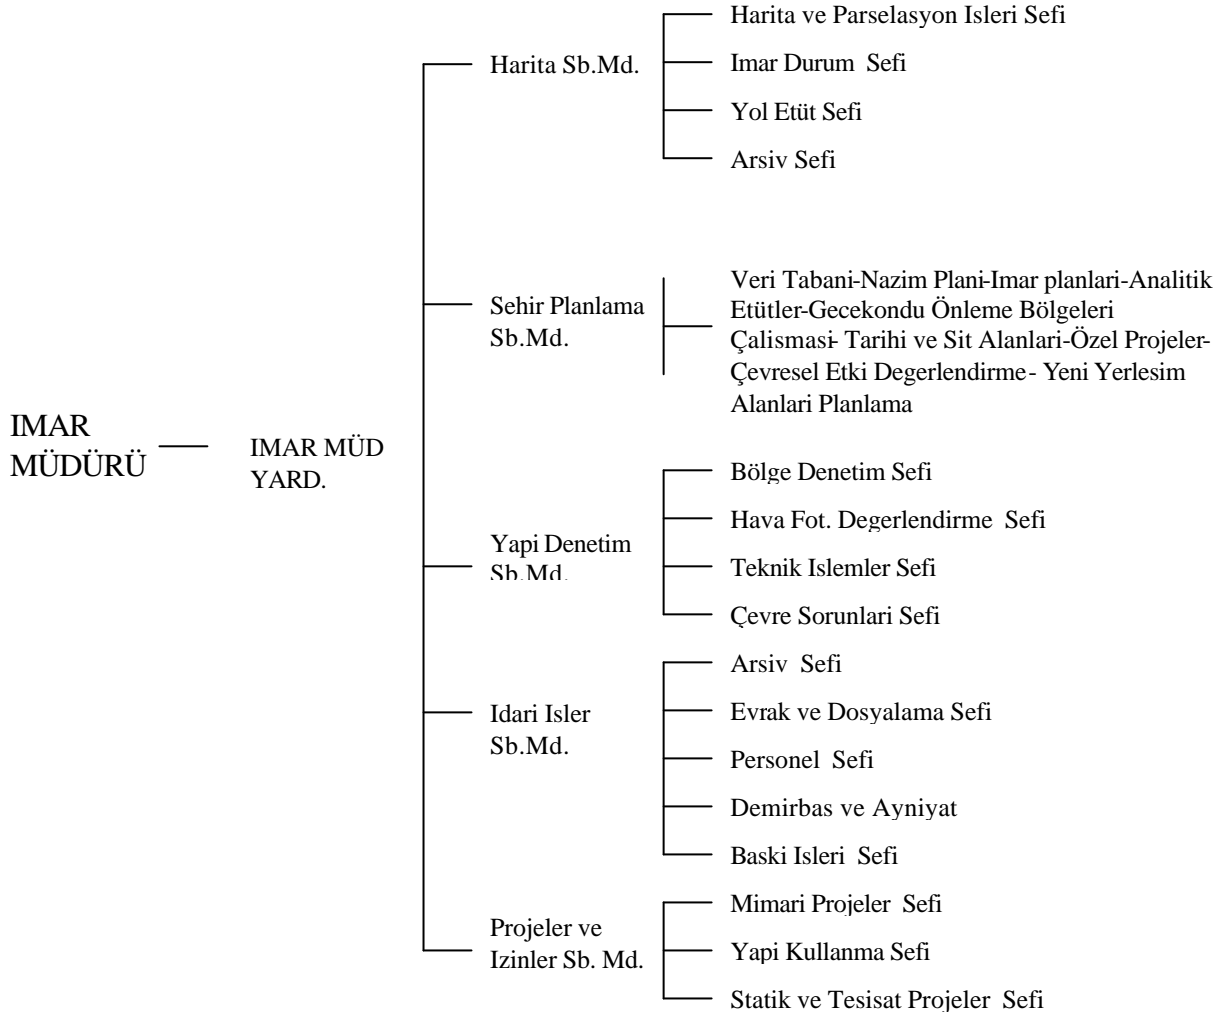 Harita ve Parselasyon Isleri Sefi
Harita Sb.Md.
Imar Durum Sefi
Yol Etüt Sefi
Arsiv Sefi
Sehir Planlama
Sb.Md.
Veri Tabani-Nazim Plani-Imar planlari-Analitik
Etütler-Gecekondu Önleme Bölgeleri
Çalismasi- Tarihi ve Sit Alanlari-Özel Projeler-
Çevresel Etki Degerlendirme- Yeni Yerlesim
Alanlari Planlama
IMAR
MÜDÜRÜ
IMAR MÜD
YARD.
Yapi Denetim
Sb.Md.
Bölge Denetim Sefi
Hava Fot. Degerlendirme Sefi
Teknik Islemler Sefi
Çevre Sorunlari Sefi
Idari Isler
Sb.Md.
Arsiv Sefi
Evrak ve Dosyalama Sefi
Personel Sefi
Demirbas ve Ayniyat
Baski Isleri Sefi
Projeler ve
Izinler Sb. Md.
Mimari Projeler Sefi
Yapi Kullanma Sefi
Statik ve Tesisat Projeler Sefi